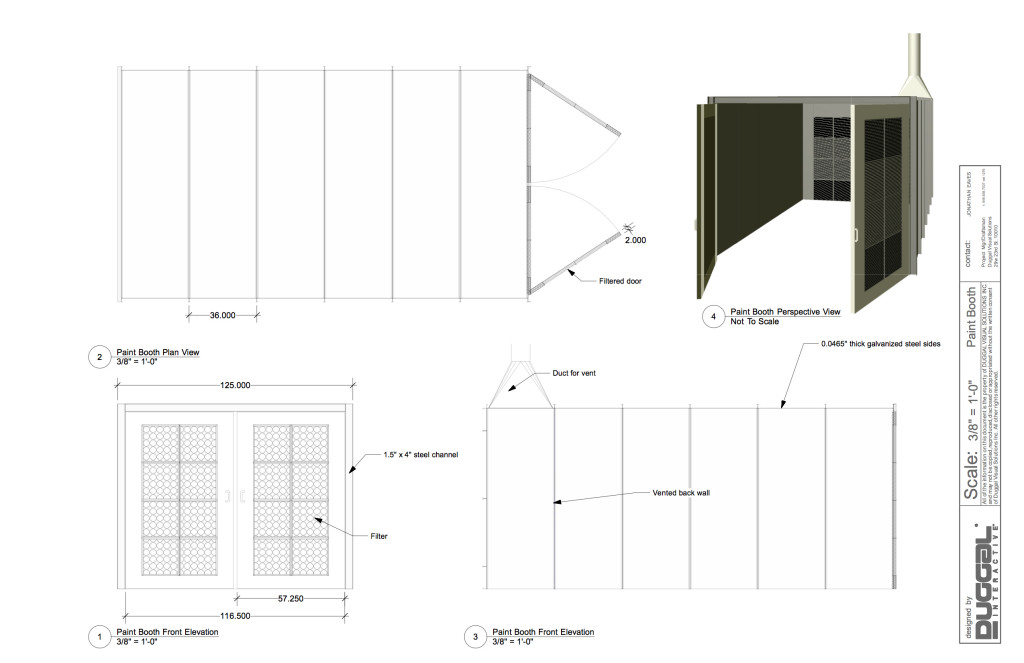 2.000
Filtered door
36.000
2
Paint Booth Plan View
3/8" = 1'-0"
4
Paint Booth Perspective View
Not To Scale
125.000
1.5" x 4" steel channel
Filter
57.250
116.500
1
Paint Booth Front Elevation
3/8" = 1'-0"
0.0465" thick galvanized steel sides
Duct for vent
Vented back wall
3
Paint Booth Front Elevation
3/8" = 1'-0"
contact:
JONATHAN EAVES
Project Mgr/Draftsman
Duggal Visual Solutions
Paint Booth
Scale: 3/8" = 1'-0"
All of the information on this document is the property of DUGGAL VISUAL SOLUTIONS INC.
and may not be copied, reproduced, disclosed or appropriated without the written consent
of Duggal Visual Solutions Inc. All other rights reserved.
designed by
DUGGAL
INTERACTIVE